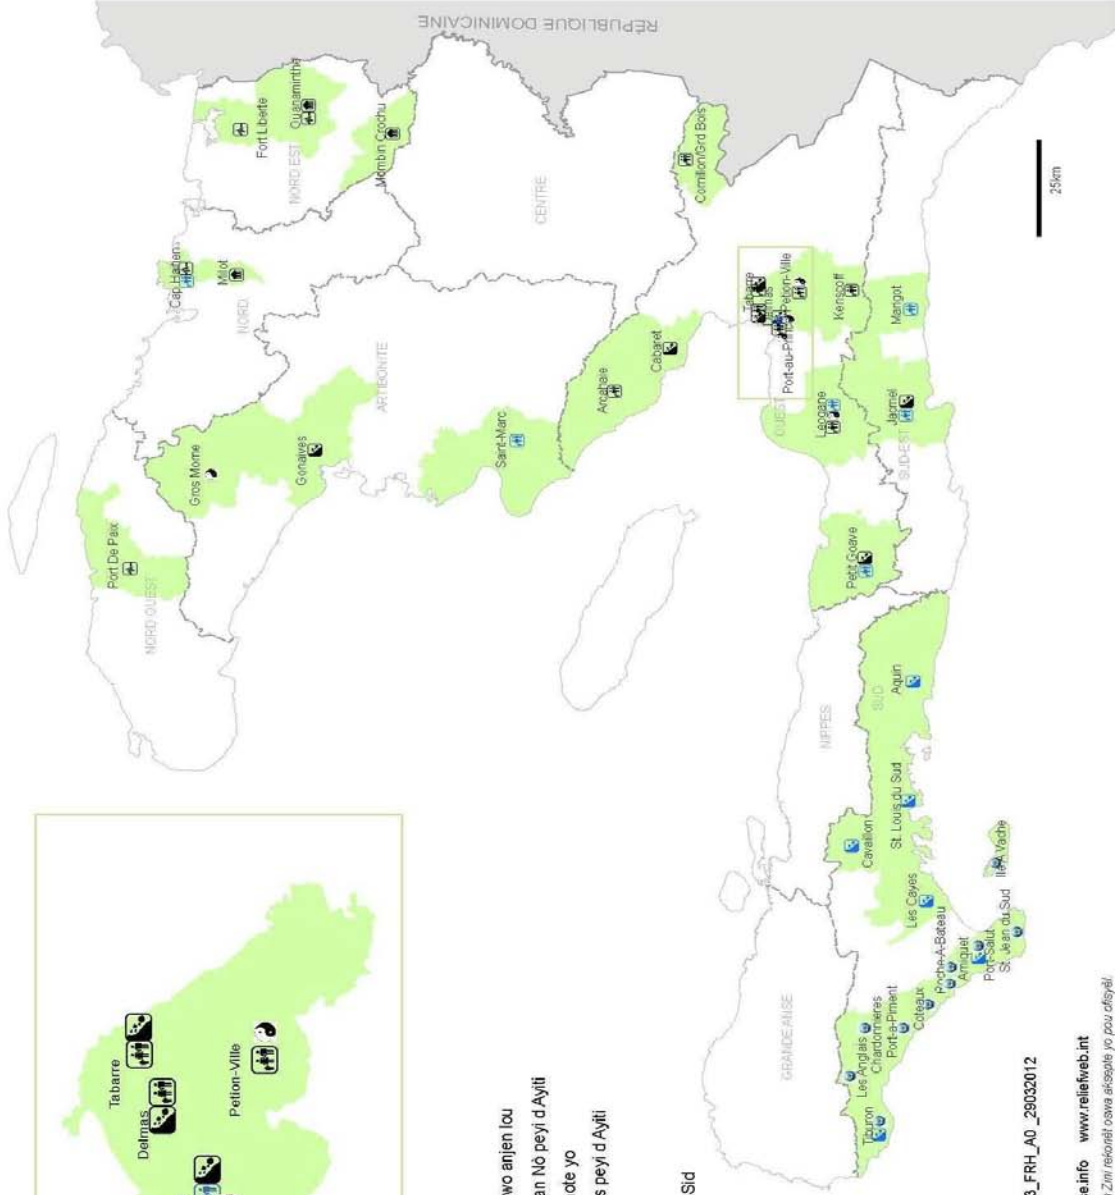 RÉPUBLIQUE DOMINICAINE
Fort Liberte
Ouanaminthe
NORD EST
Mombin Crochu
CENTRE
Cornillon/Grd Bois
25km
Cap Haitien
Milot
NORD
Port De Paix
NORD OUEST
Gros Morne
Gonaives
ARTIBONITE
Saint-Marc
Arcahaie
Cabaret
Tabarre
Petion-Ville
Port-au-Prince
Kenscoff
OUEST
Leogane
Marigot
Jacmel
SUD-EST
Petit Goave
NIPPES
SUD
Aquin
St. Louis du Sud
Cavaillon
Les Cayes
Ile A Vache
GRANDE ANSE
Roche-A-Bateau
Arniquet
Port-Salut
St. Jean du Sud
Coteaux
Port-a-Piment
Chardonnieres
Les Anglais
Tiburon
Tabarre
Delmas
Petion-Ville
wo anjen lou
an Nò peyi d Ayiti
ote yo
s peyi d Ayiti
Sid
3_FRH_A0_29032012
e.info www.reliefweb.int